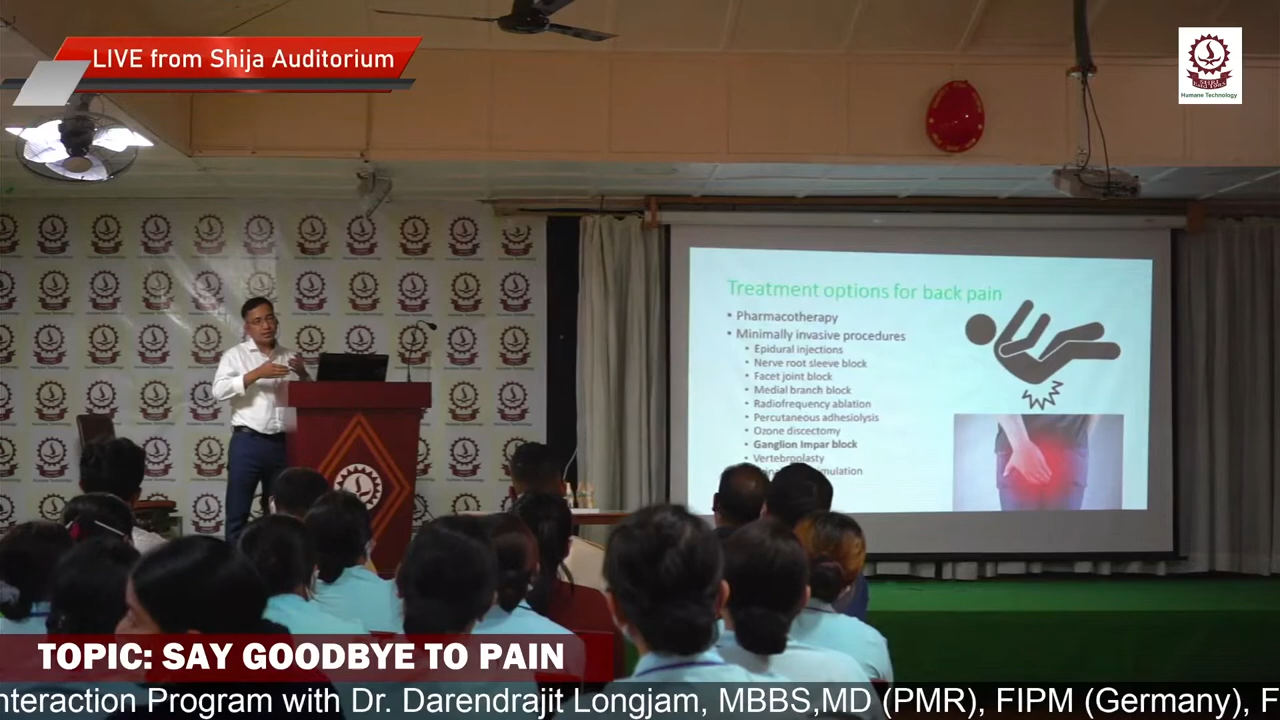 LIVE from Shija Auditorium
Humane Technology
Treatment options for back pain
• Pharmacotherapy
• Minimally invasive procedures
• Epidural injections
• Nerve root sleeve block
• Facet joint block
• Medial branch block
• Radiofrequency ablation
• Percutaneous adhesiolysis
• Ozone discectomy
• Ganglion Impar block
• Vertebroplasty
TOPIC: SAY GOODBYE TO PAIN
nteraction Program with Dr. Darendrajit Longjam, MBBS,MD (PMR), FIPM (Germany), F